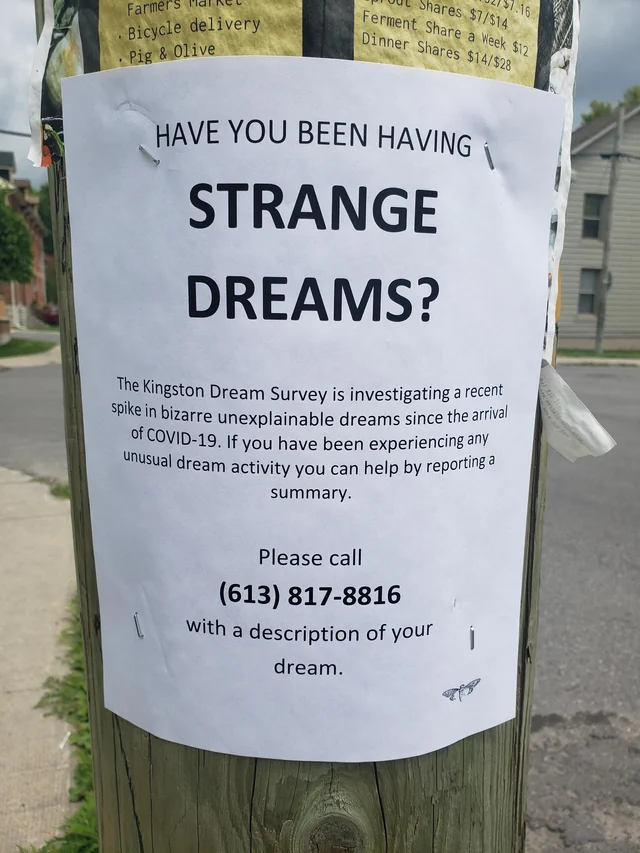 Farmers Market
• Bicycle delivery
• Pig & Olive
Shares $7/$14
Ferment Share a Week $12
Dinner Shares $14/$28
HAVE YOU BEEN HAVING
STRANGE
DREAMS?
The Kingston Dream Survey is investigating a recent
spike in bizarre unexplainable dreams since the arrival
of COVID-19. If you have been experiencing any
unusual dream activity you can help by reporting a
summary.
Please call
(613) 817-8816
with a description of your
dream.